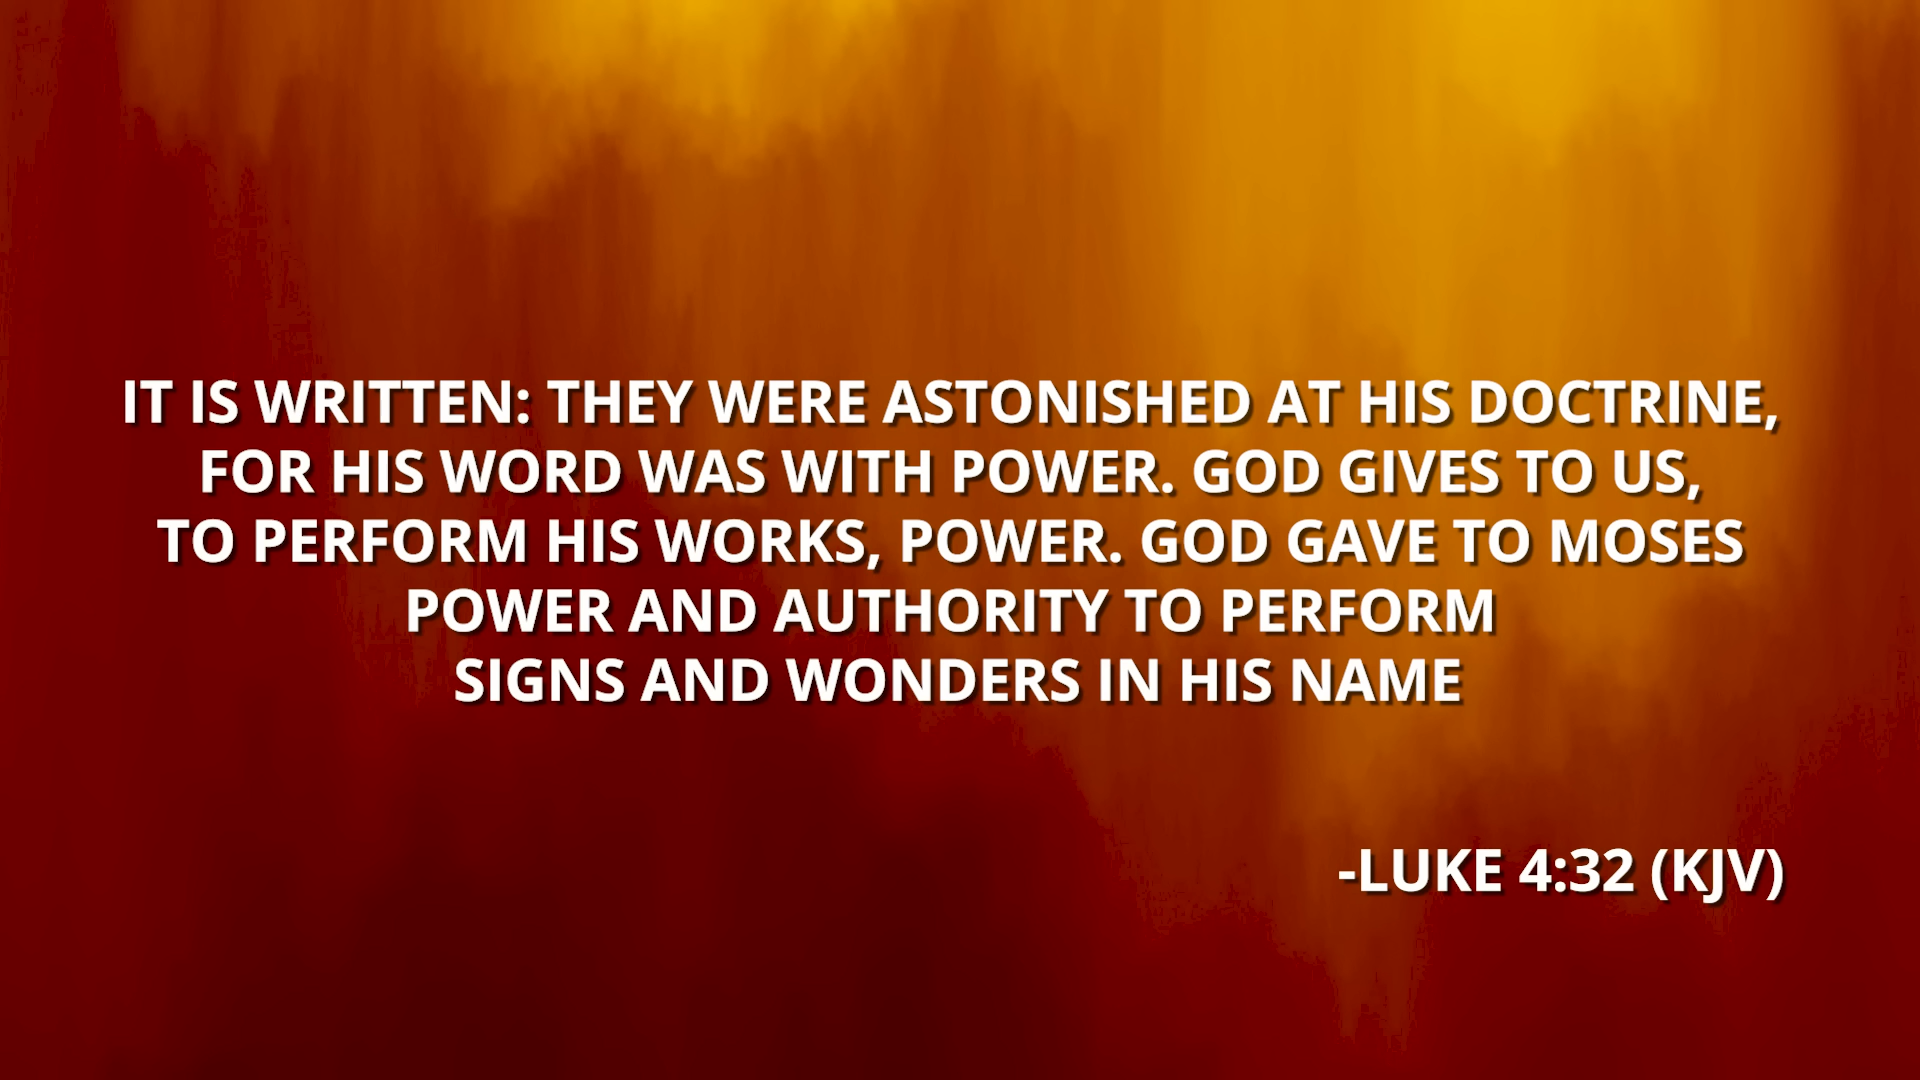 IT IS WRITTEN: THEY WERE ASTONISHED AT HIS DOCTRINE,
FOR HIS WORD WAS WITH POWER. GOD GIVES TO US,
TO PERFORM HIS WORKS, POWER. GOD GAVE TO MOSES
POWER AND AUTHORITY TO PERFORM
SIGNS AND WONDERS IN HIS NAME
-LUKE 4:32 (KJV)